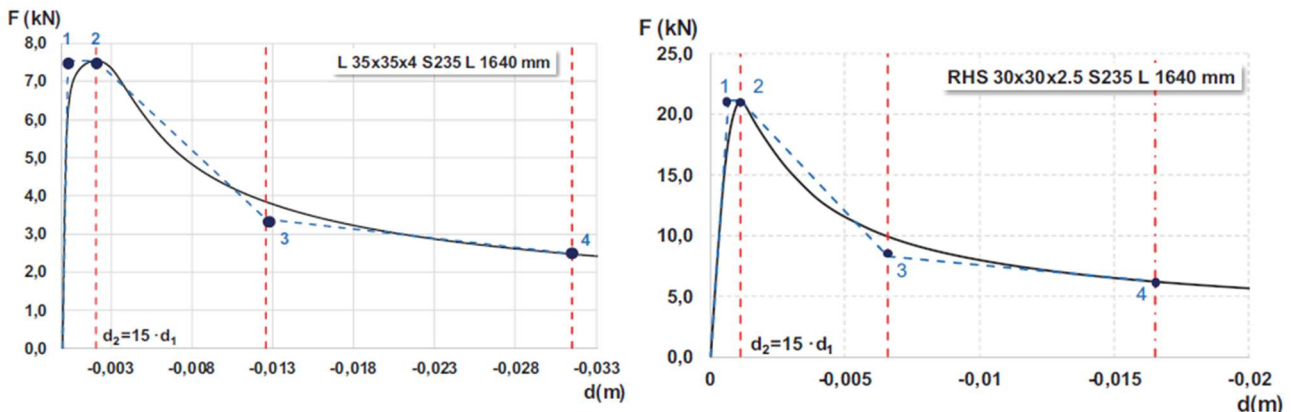 F (kN)
8,0
7,0
6,0
5,0
4,0
3,0
2,0
1,0
0,0
1 2
L 35x35x4 S235 L 1640 mm
3
4
d₂=15 ·d₁
-0,003 -0,008 -0,013 -0,018 -0,023 -0,028 -0,033
d(m)
F (kN)
25,0
20,0
15,0
10,0
5,0
0,0
1 2
RHS 30x30x2.5 S235 L 1640 mm
3
4
d₂=15 ·d₁
0 -0,005 -0,01 -0,015 -0,02
d(m)